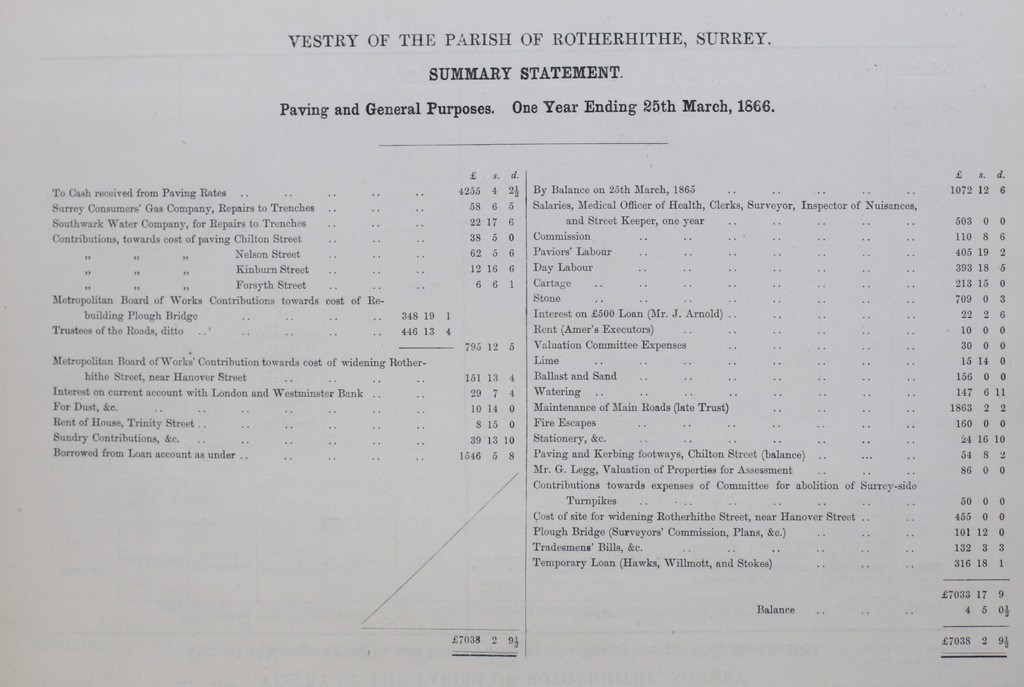 VESTRY OF THE PARISH OF ROTHERHITHE, SURREY.
SUMMARY STATEMENT.
Paving and General Purposes. One Year Ending 25th March, 1866.
£ s. d.
To Cash received from Paving Rates .. .. .. .. .. 4255 4 2½
Surrey Consumers' Gas Company, Repairs to Trenches .. .. .. 58 6 5
Southwark Water Company, for Repairs to Trenches .. .. .. 22 17 6
Contributions, towards cost of paving Chilton Street .. .. .. 38 5 0
„ „ „ Nelson Street .. .. .. 62 5 6
„ „ „ Kinburn Street .. .. .. 12 16 6
„ „ „ Forsyth Street .. .. .. 6 6 1
Metropolitan Board of Works Contributions towards cost of Re-
building Plough Bridge .. .. .. .. 348 19 1
Trustees of the Roads, ditto .. .. .. .. .. 446 13 4
795 12 5
Metropolitan Board of Works' Contribution towards cost of widening Rother-
hithe Street, near Hanover Street .. .. .. .. 151 13 4
Interest on current account with London and Westminster Bank .. .. 29 7 4
For Dust, &c. .. .. .. .. .. .. 10 14 0
Rent of House, Trinity Street .. .. .. .. .. 8 15 0
Sundry Contributions, &c. .. .. .. .. .. .. 39 13 10
Borrowed from Loan account as under .. .. .. .. .. 1546 5 8
£7038 2 9½
£ s. d.
By Balance on 25th March, 1865 .. .. .. .. .. 1072 12 6
Salaries, Medical Officer of Health, Clerks, Surveyor, Inspector of Nuisances,
and Street Keeper, one year .. .. .. .. .. 503 0 0
Commission .. .. .. .. .. .. .. 110 8 6
Paviors' Labour .. .. .. .. .. .. .. 405 19 2
Day Labour .. .. .. .. .. .. .. 393 18 5
Cartage .. .. .. .. .. .. .. .. 213 15 0
Stone .. .. .. .. .. .. .. .. 709 0 3
Interest on £500 Loan (Mr. J. Arnold) .. .. .. .. .. 22 2 6
Rent (Amer's Executors) .. .. .. .. .. .. 10 0 0
Valuation Committee Expenses .. .. .. .. .. 30 0 0
Lime .. .. .. .. .. .. .. .. 15 14 0
Ballast and Sand .. .. .. .. .. .. .. 156 0 0
Watering .. .. .. .. .. .. .. .. 147 6 11
Maintenance of Main Roads (late Trust) .. .. .. .. 1863 2 2
Fire Escapes .. .. .. .. .. .. .. 160 0 0
Stationery, &c. .. .. .. .. .. .. .. 24 16 10
Paving and Kerbing footways, Chilton Street (balance) .. ... .. 54 8 2
Mr. G. Legg, Valuation of Properties for Assessment .. .. .. 86 0 0
Contributions towards expenses of Committee for abolition of Surrey-side
Turnpikes .. .. .. .. .. .. .. 50 0 0
Cost of site for widening Rotherhithe Street, near Hanover Street .. .. 455 0 0
Plough Bridge (Surveyors' Commission, Plans, &c.) .. .. .. 101 12 0
Tradesmens' Bills, &c. .. .. .. .. .. .. 132 3 3
Temporary Loan (Hawks, Willmott, and Stokes) .. .. .. 316 18 1
£7033 17 9
Balance .. .. .. 4 5 0½
£7038 2 9½